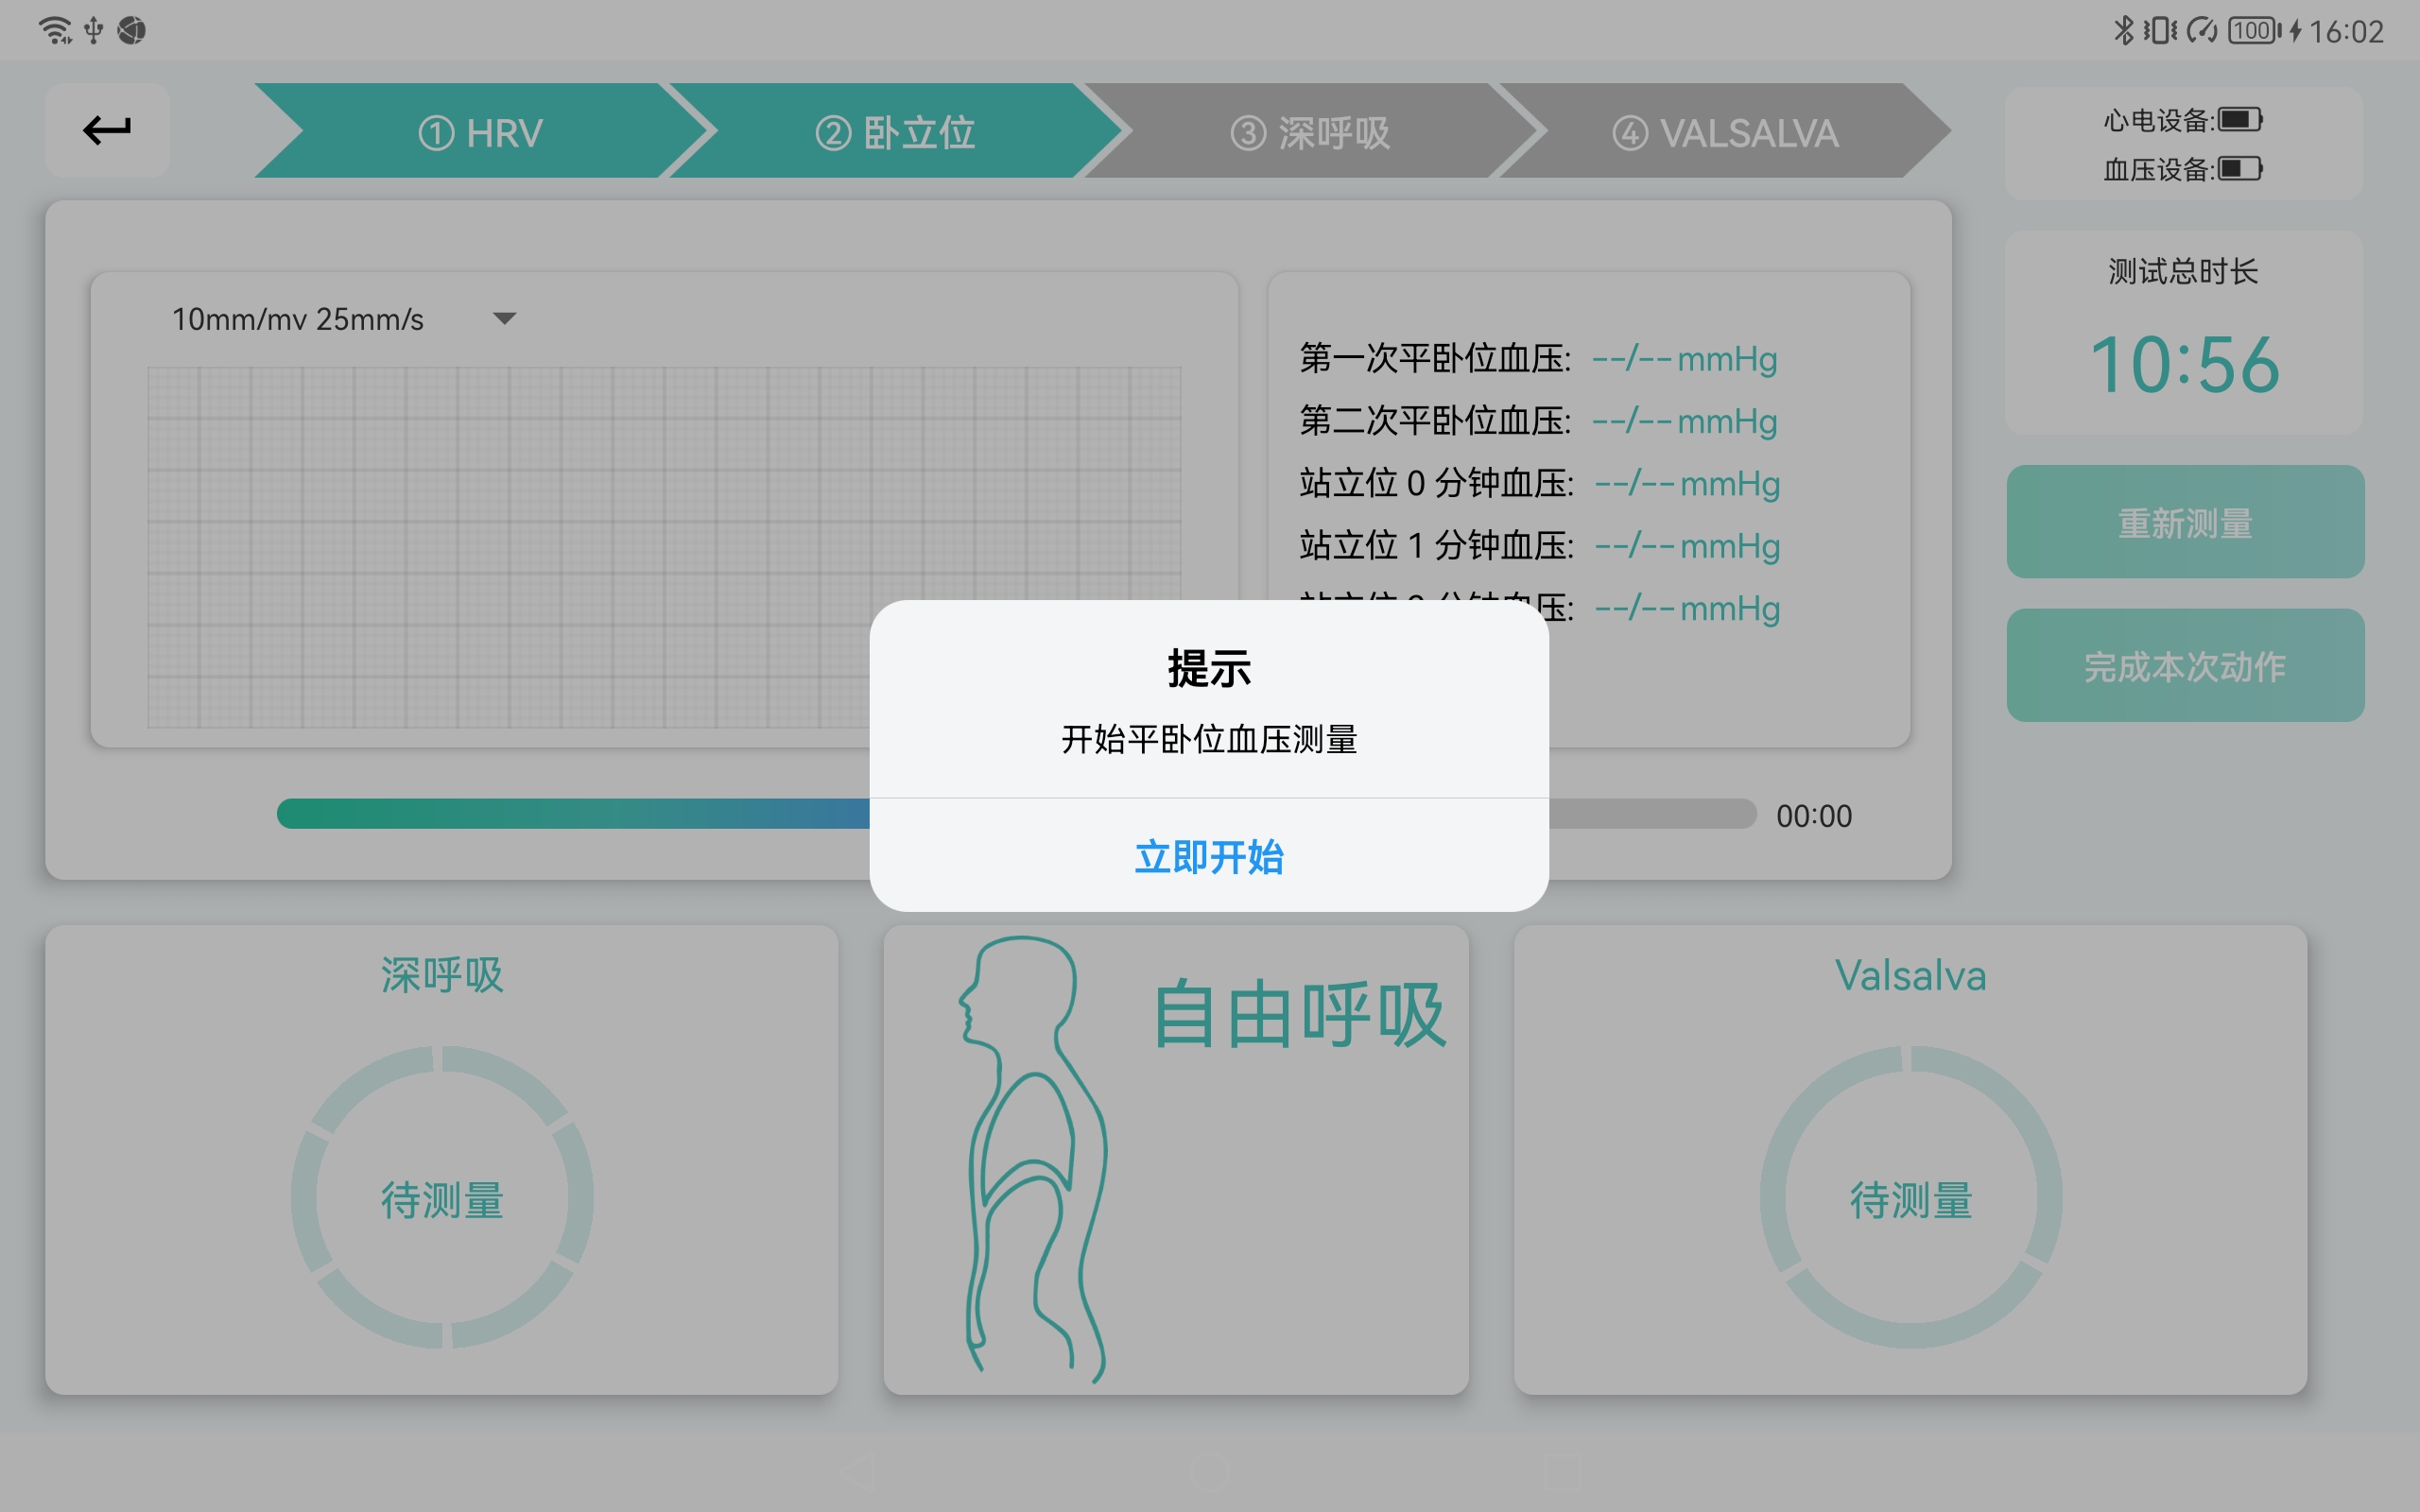 100 16:02
① HRV
② 卧立位
③ 深呼吸
④ VALSALVA
心电设备:
血压设备:
测试总时长
10:56
重新测量
完成本次动作
10mm/mv 25mm/s
第一次平卧位血压: --/--mmHg
第二次平卧位血压: --/--mmHg
站立位 0 分钟血压: --/--mmHg
站立位 1 分钟血压: --/--mmHg
压: --/--mmHg
提示
开始平卧位血压测量
立即开始
00:00
深呼吸
待测量
自由呼吸
Valsalva
待测量